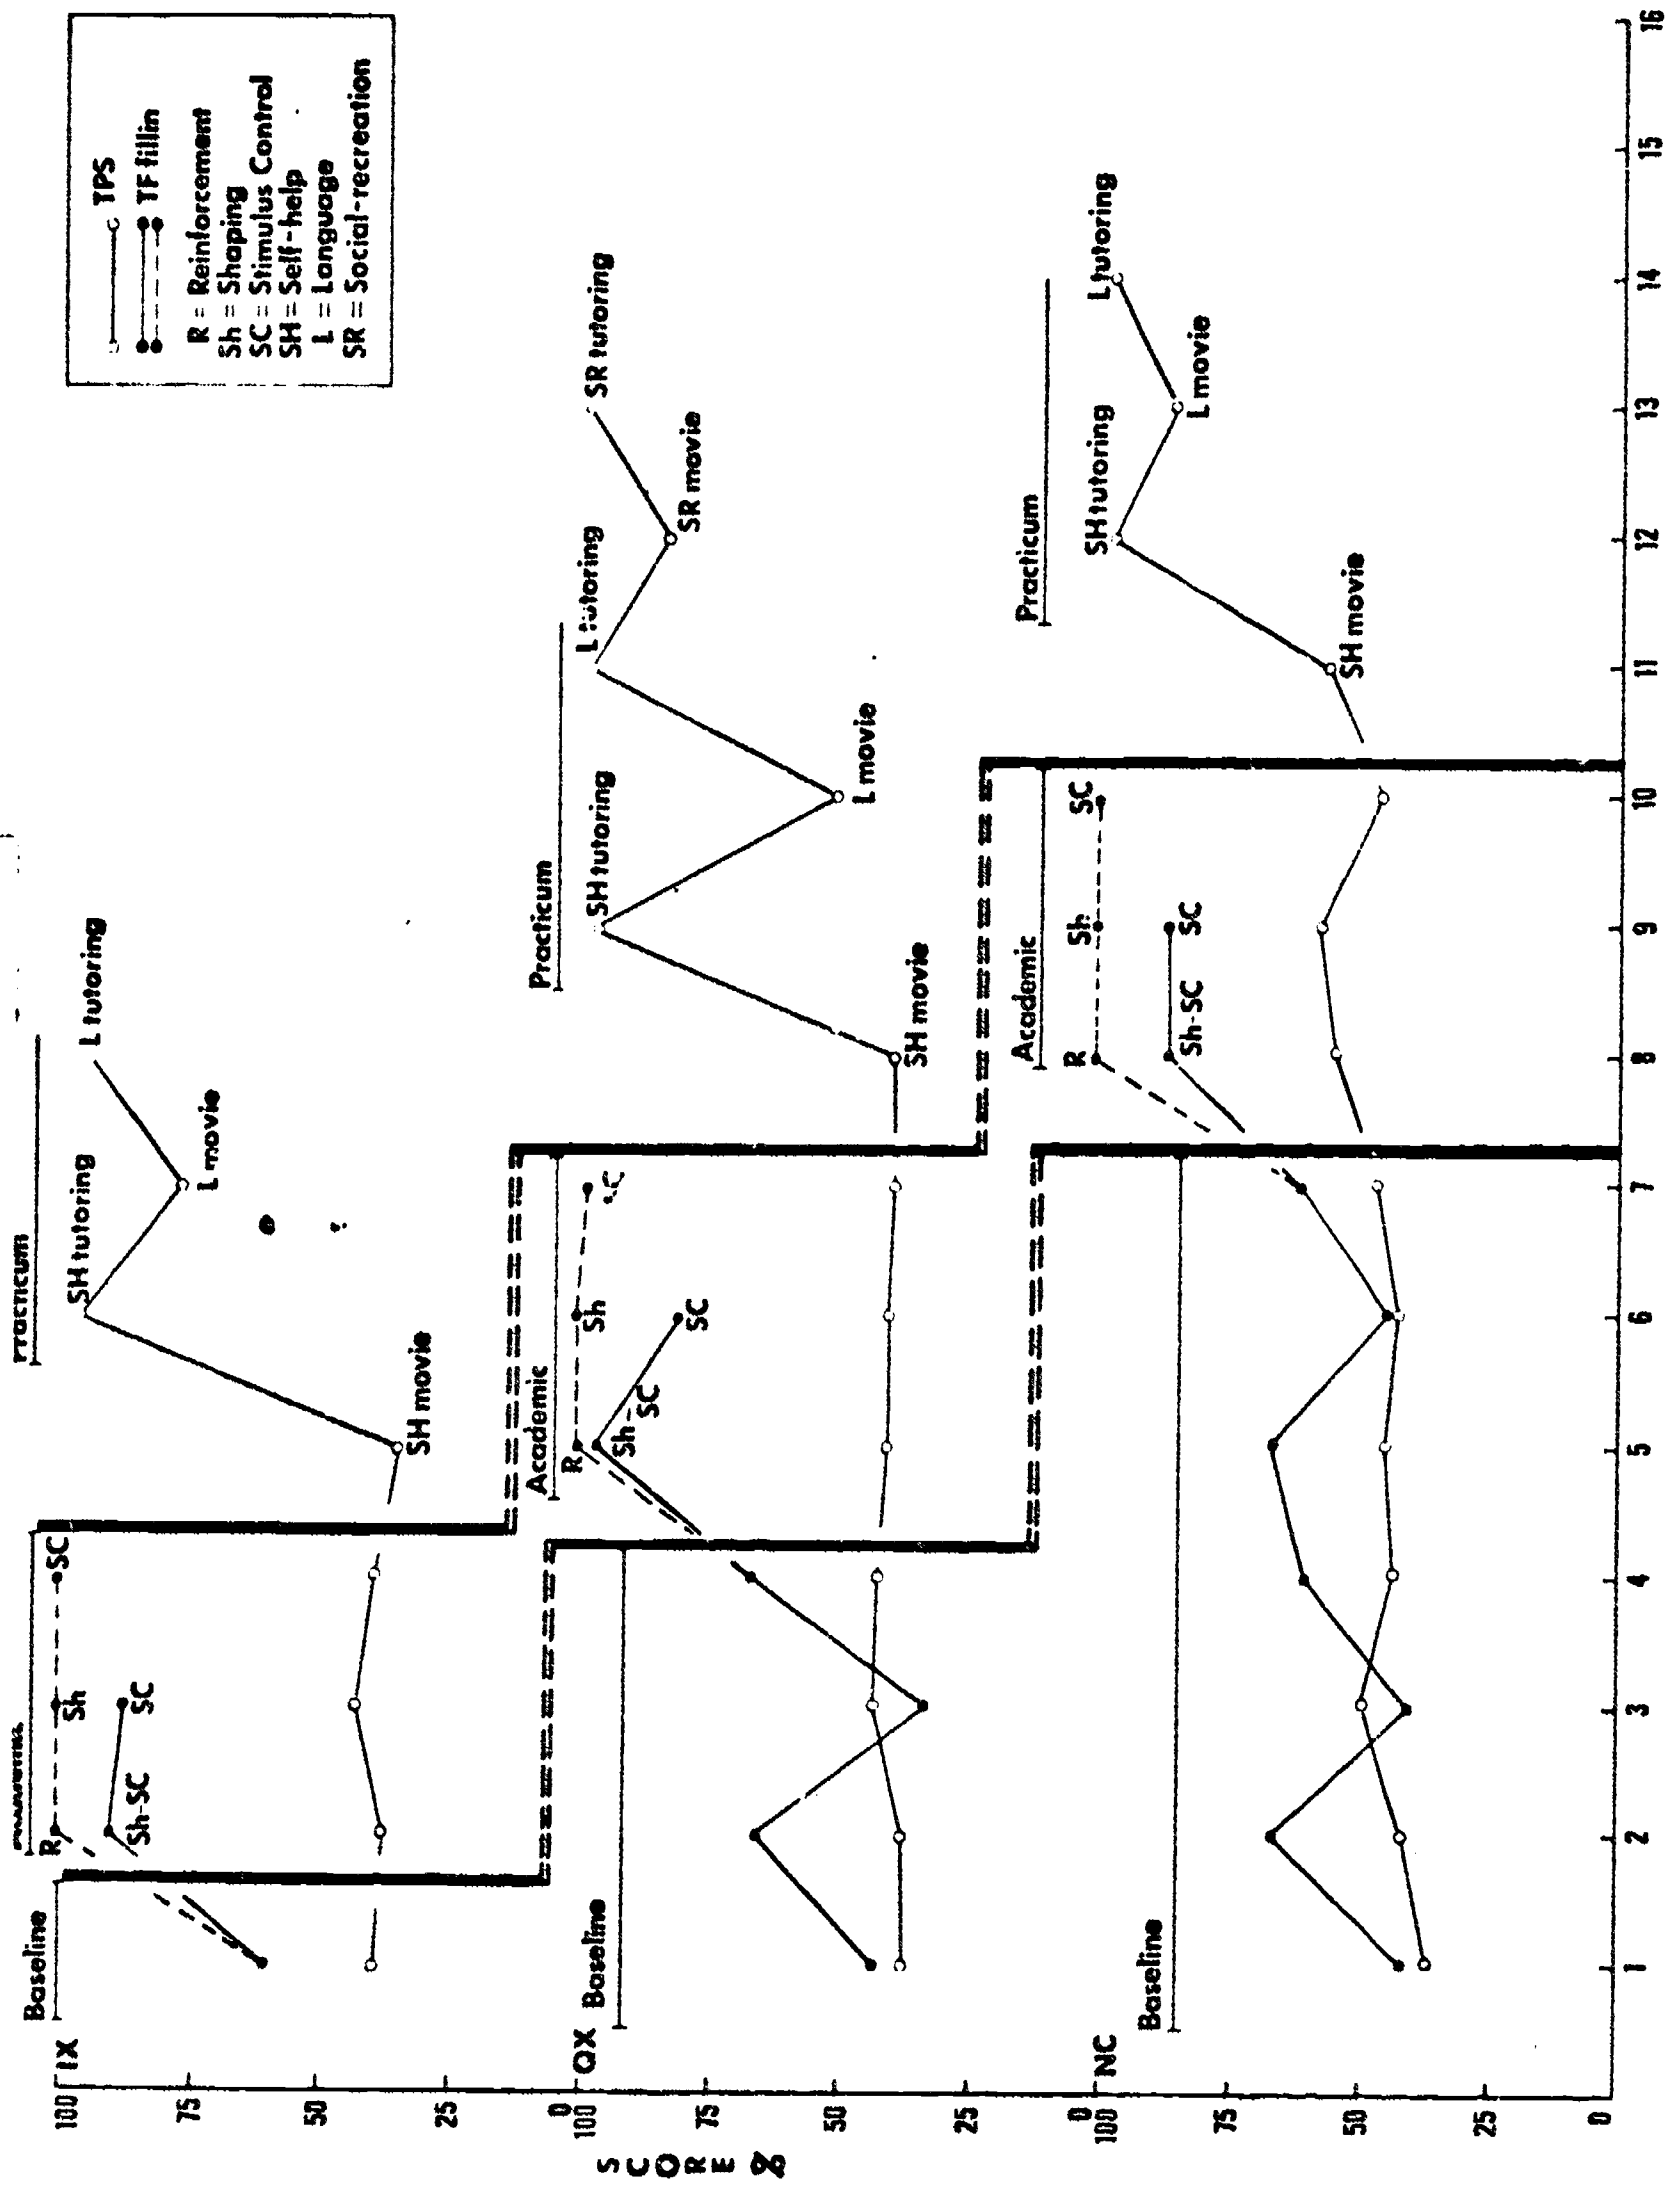 TPS
TF fillin
R = Reinforcement
Sh = Shaping
SC = Stimulus Control
SH = Self-help
L = Language
SR = Social-recreation
SCORE %
100
75
50
25
0
IX
Baseline
R
Sh
SC
Sh-SC
SC
Practicum
SH movie
SH tutoring
L movie
L tutoring
100
75
50
25
0
QX
Baseline
Academic
R
Sh
SC
Sh-SC
SC
Practicum
SH movie
SH tutoring
L movie
L tutoring
SR movie
SR tutoring
100
75
50
25
0
NC
Baseline
Academic
R
Sh
SC
Sh-SC
SC
Practicum
SH movie
SH tutoring
L movie
L tutoring
1 2 3 4 5 6 7 8 9 10 11 12 13 14 15 16